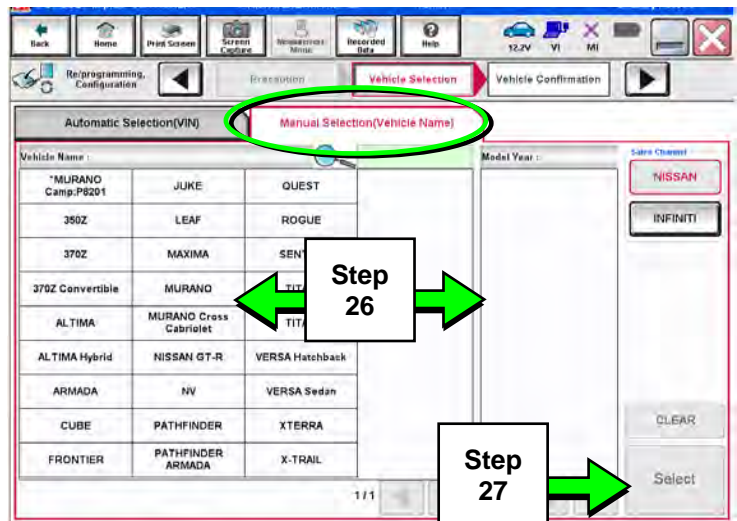 Back Home Print Screen Screen Capture Measurement Mode Recorded Data Help 12.2V VI MI
Re/programming, Configuration Precaution Vehicle Selection Vehicle Confirmation
Automatic Selection(VIN) Manual Selection(Vehicle Name)
Vehicle Name : Model Year : Sales Channel
*MURANO Camp:P8201 JUKE QUEST NISSAN
350Z LEAF ROGUE INFINITI
370Z MAXIMA
370Z Convertible MURANO
Step 26
ALTIMA MURANO Cross Cabriolet
ALTIMA Hybrid NISSAN GT-R VERSA Hatchback
ARMADA NV VERSA Sedan
CUBE PATHFINDER XTERRA CLEAR
FRONTIER PATHFINDER ARMADA X-TRAIL
Step 27
Select
1/1